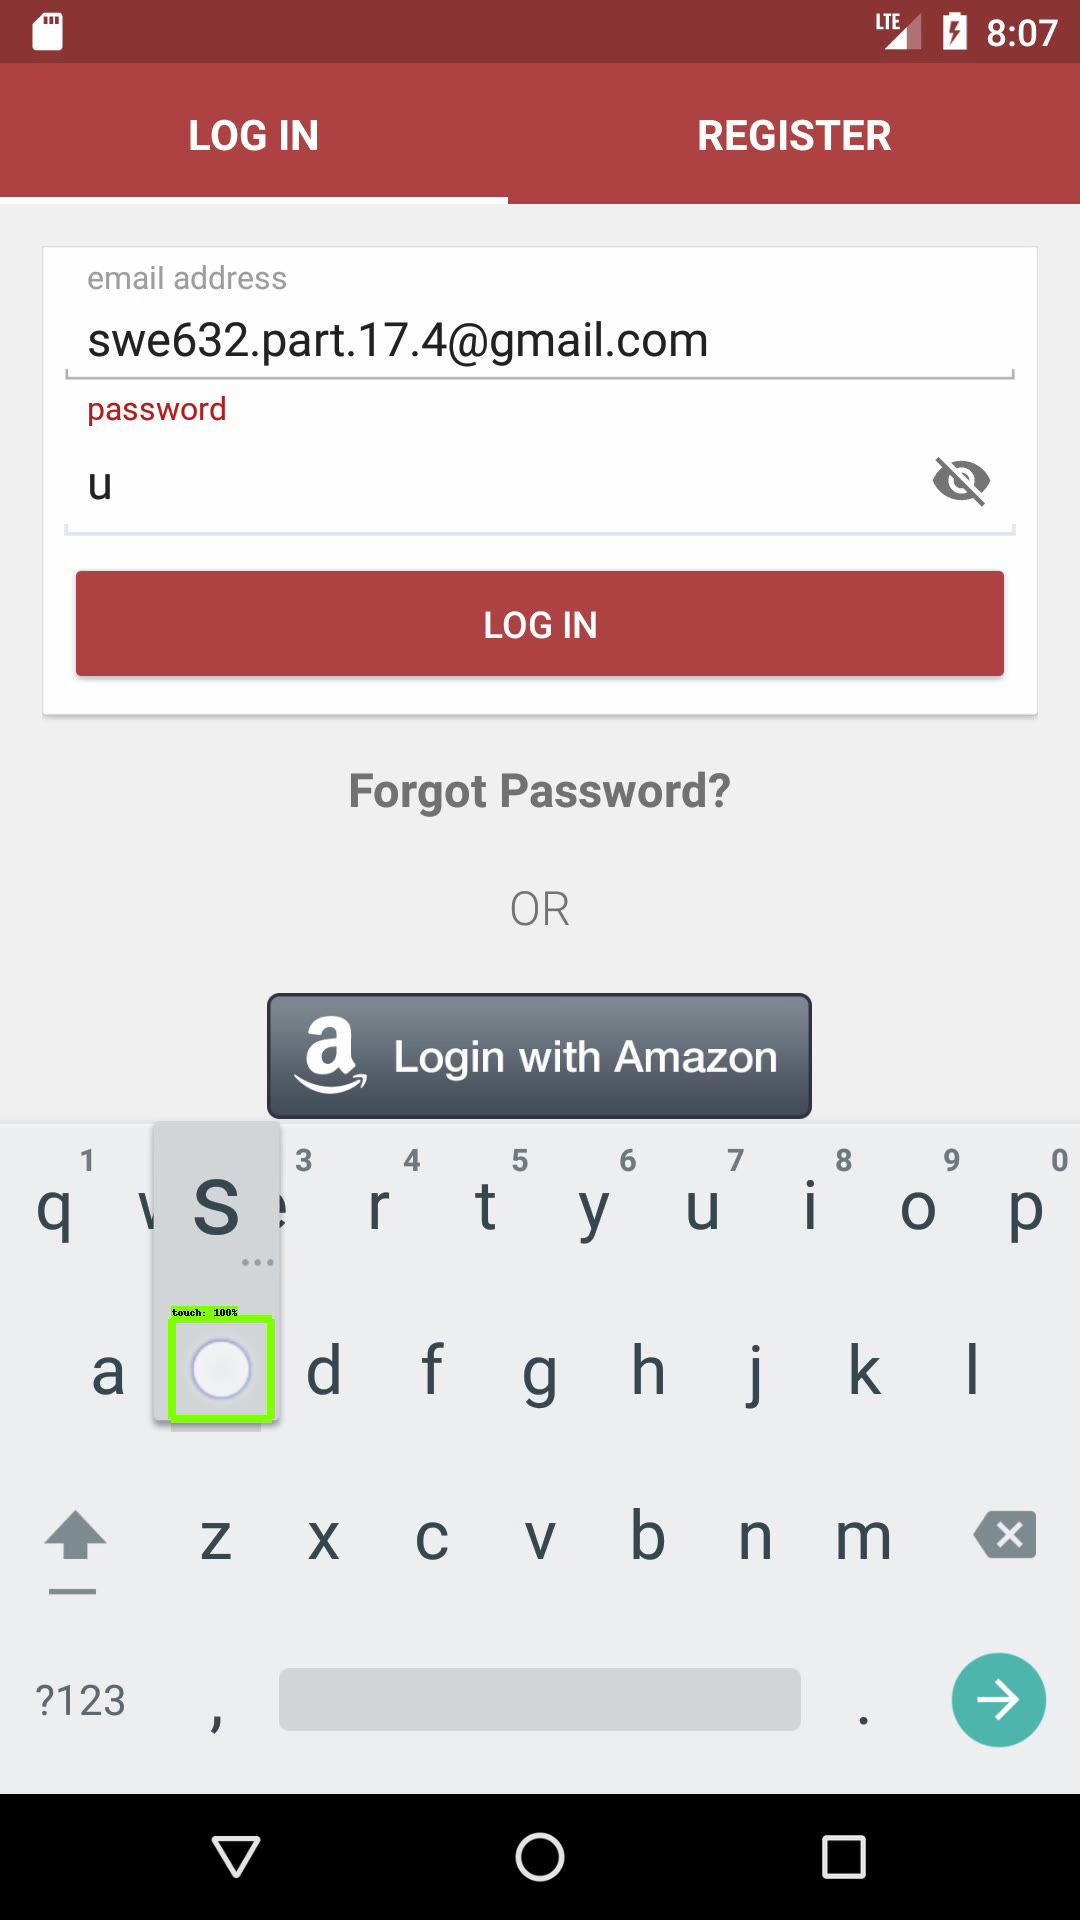 LTE 8:07
LOG IN REGISTER
email address
swe632.part.17.4@gmail.com
password
u
LOG IN
Forgot Password?
OR
a Login with Amazon
1 3 4 5 6 7 8 9 0
q w s e r t y u i o p
touch: 100%
a d f g h j k l
z x c v b n m
?123 , .